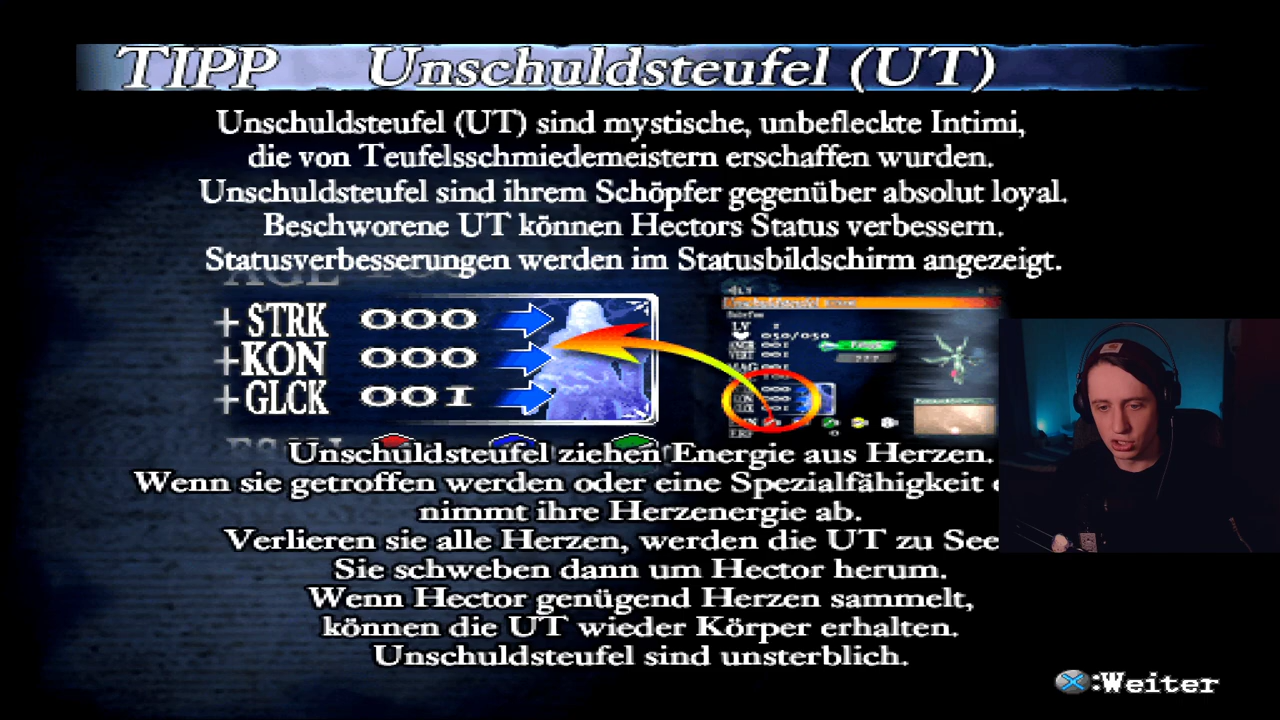 TIPP Unschuldsteufel (UT)
Unschuldsteufel (UT) sind mystische, unbefleckte Intimi,
die von Teufelsschmiedemeistern erschaffen wurden.
Unschuldsteufel sind ihrem Schöpfer gegenüber absolut loyal.
Beschworene UT können Hectors Status verbessern.
Statusverbesserungen werden im Statusbildschirm angezeigt.
+STRK 000
+KON 000
+GLCK 001
LV
050/050
Unschuldsteufel ziehen Energie aus Herzen.
Wenn sie getroffen werden oder eine Spezialfähigkeit
nimmt ihre Herzenergie ab.
Verlieren sie alle Herzen, werden die UT zu See
Sie schweben dann um Hector herum.
Wenn Hector genügend Herzen sammelt,
können die UT wieder Körper erhalten.
Unschuldsteufel sind unsterblich.
:Weiter